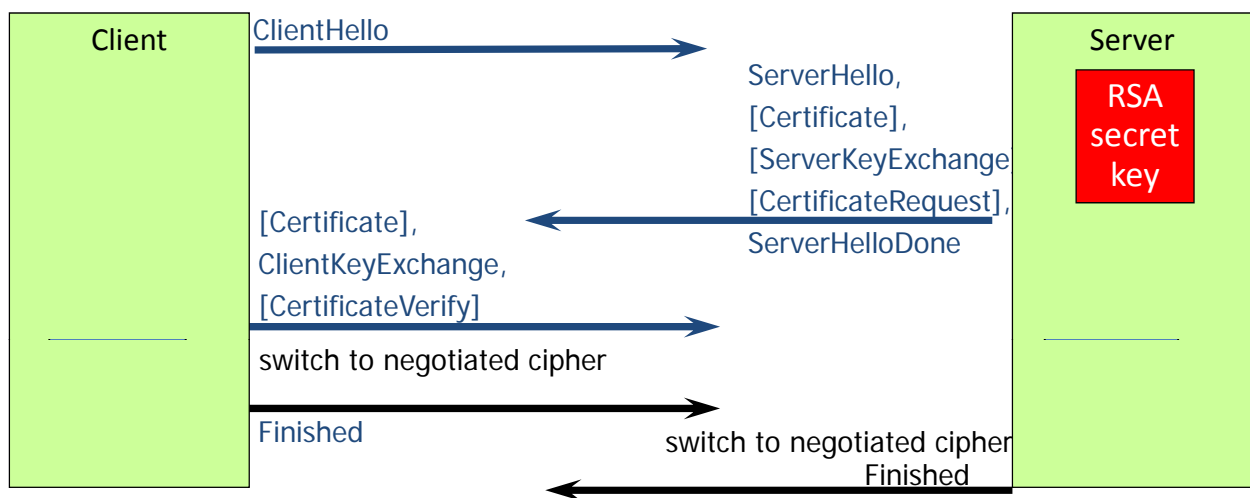 Client
ClientHello
Server
RSA
secret
key
ServerHello,
[Certificate],
[ServerKeyExchange]
[CertificateRequest],
ServerHelloDone
[Certificate],
ClientKeyExchange,
[CertificateVerify]
switch to negotiated cipher
Finished
switch to negotiated cipher
Finished